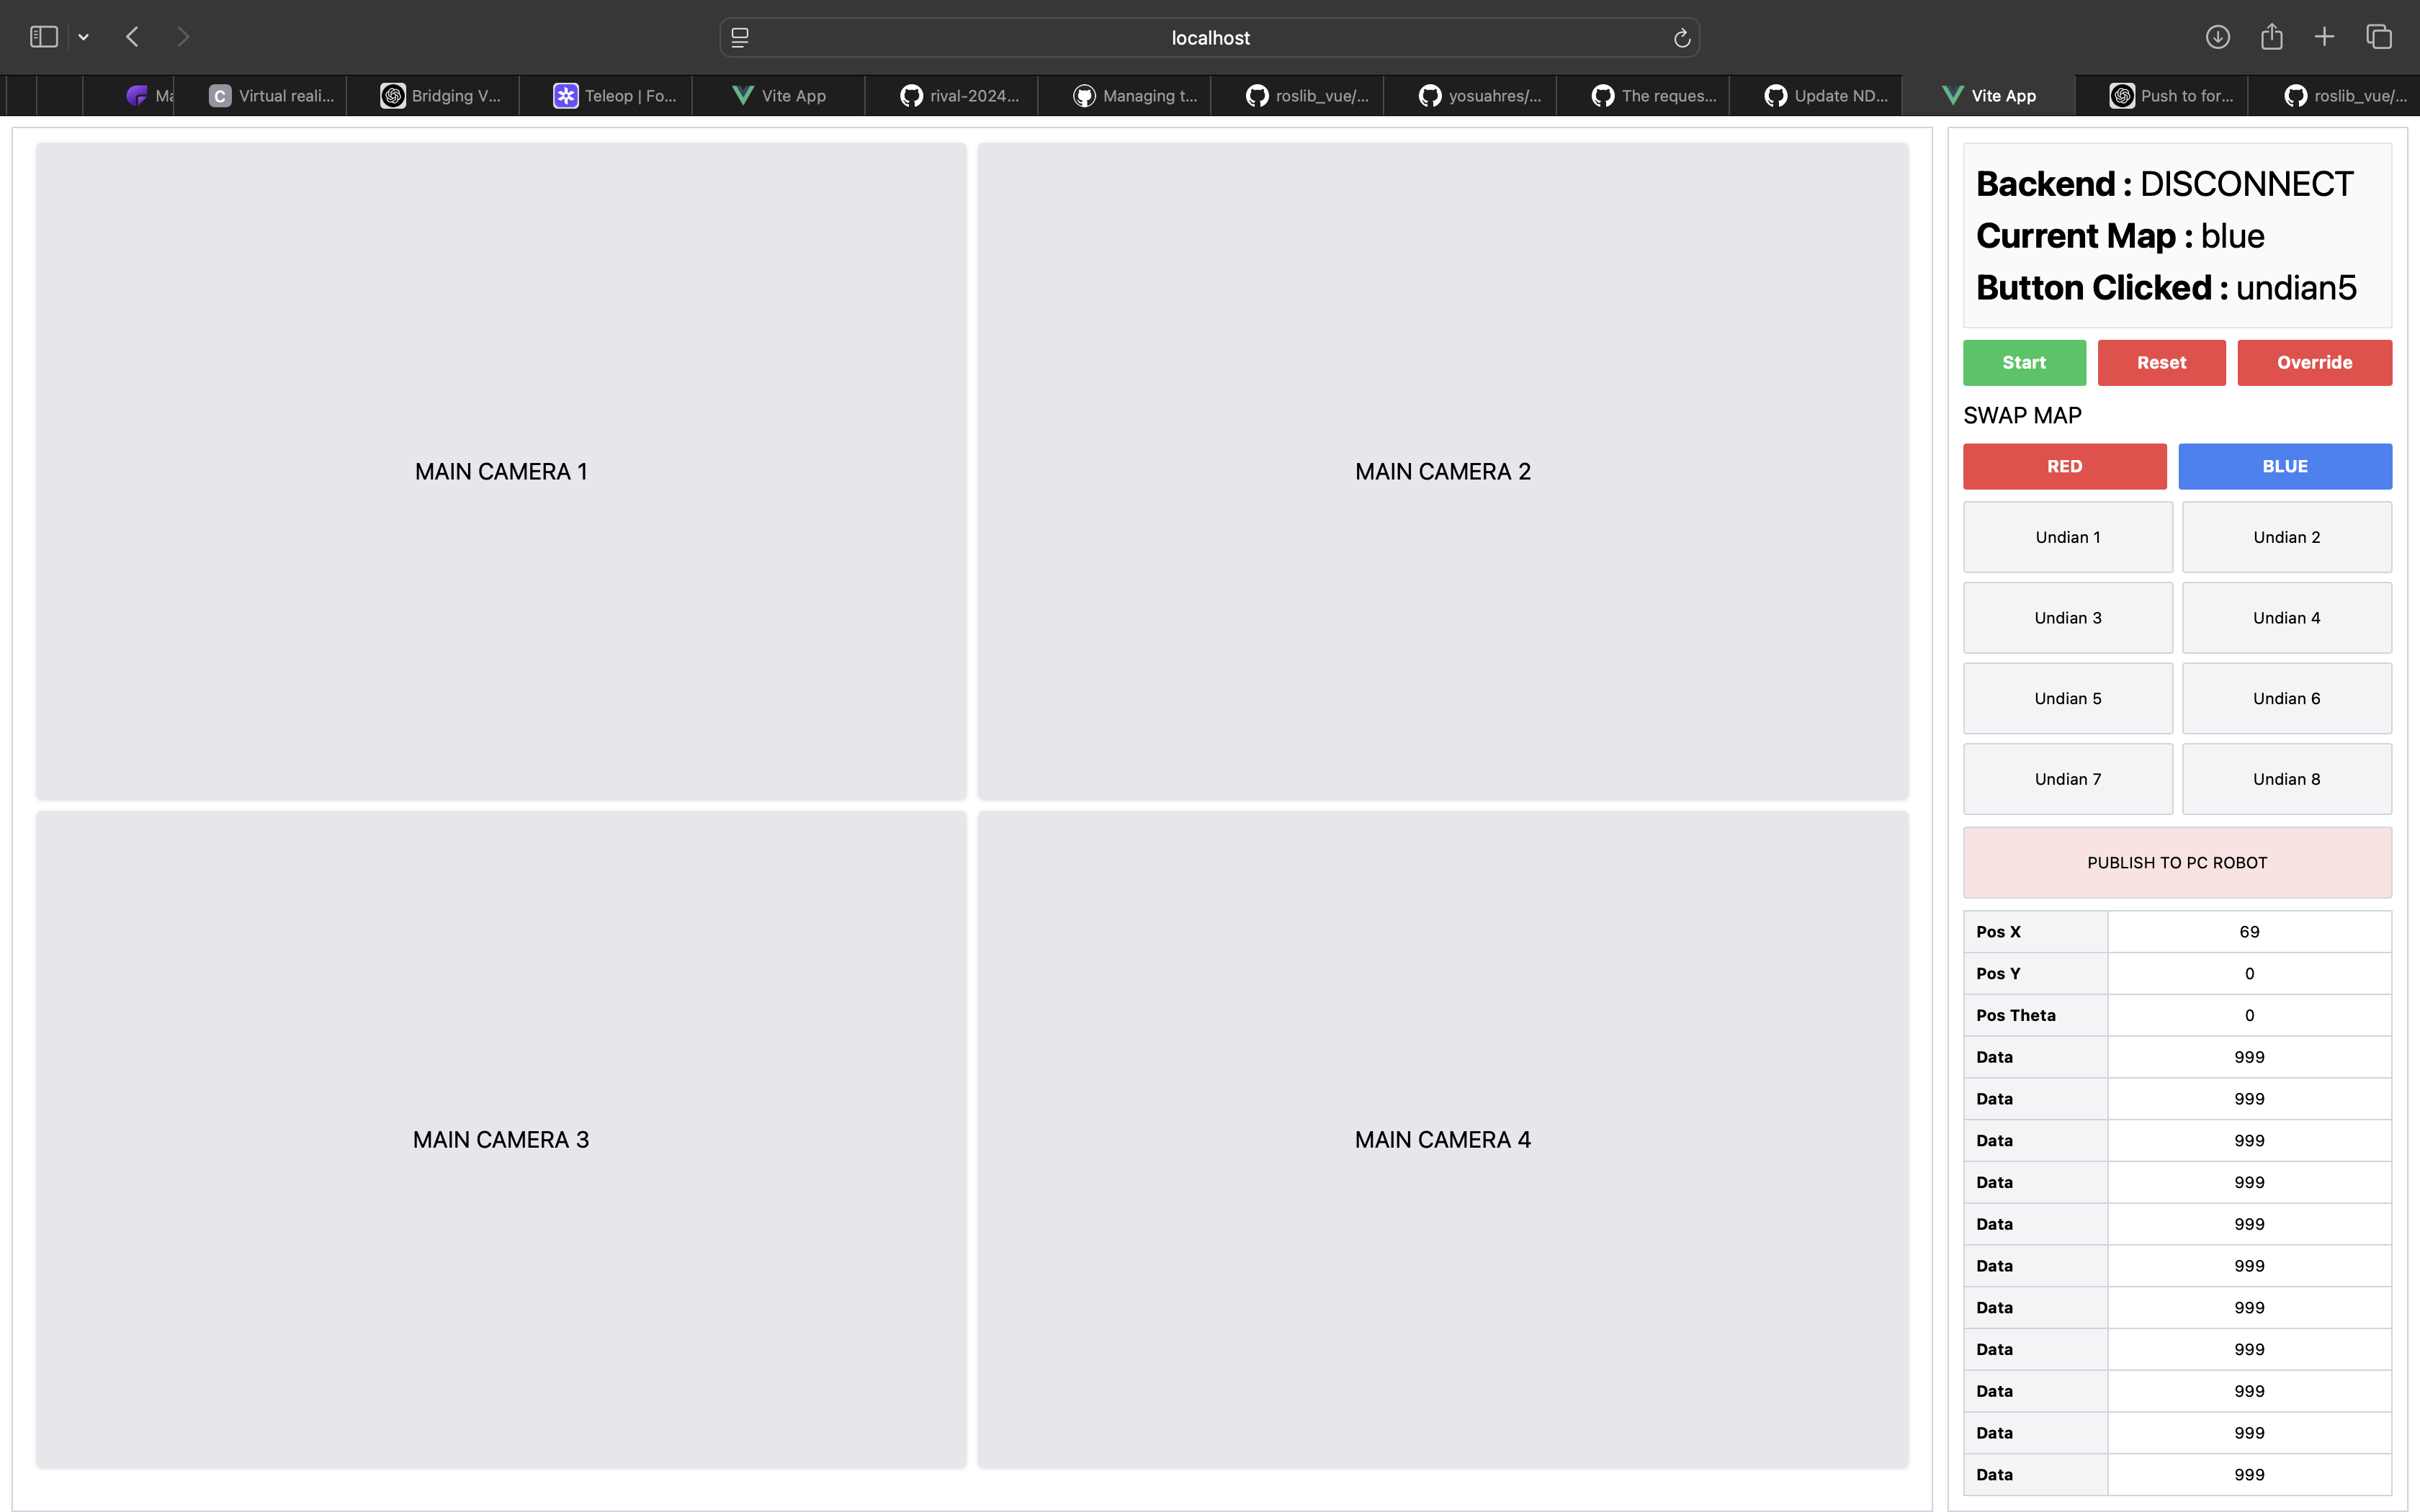 localhost
Ma
Virtual reali...
Bridging V...
Teleop | Fo...
Vite App
rival-2024...
Managing t...
roslib_vue/...
yosuahres/...
The reques...
Update ND...
Vite App
Push to for...
roslib_vue/...
MAIN CAMERA 1
MAIN CAMERA 2
MAIN CAMERA 3
MAIN CAMERA 4
Backend : DISCONNECT
Current Map : blue
Button Clicked : undian5
Start Reset Override
SWAP MAP
RED BLUE
Undian 1 Undian 2
Undian 3 Undian 4
Undian 5 Undian 6
Undian 7 Undian 8
PUBLISH TO PC ROBOT
Pos X 69
Pos Y 0
Pos Theta 0
Data 999
Data 999
Data 999
Data 999
Data 999
Data 999
Data 999
Data 999
Data 999
Data 999
Data 999